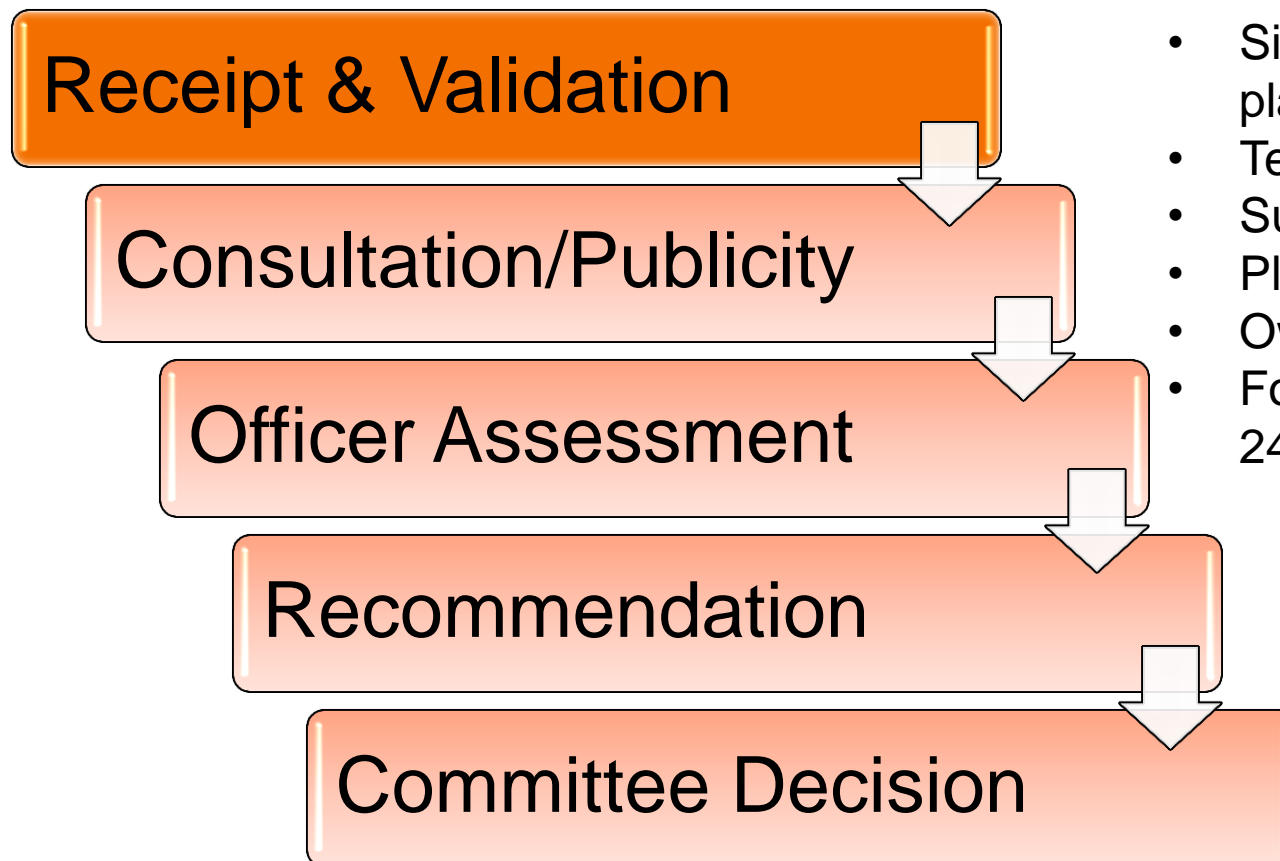 Receipt & Validation
Consultation/Publicity
Officer Assessment
Recommendation
Committee Decision